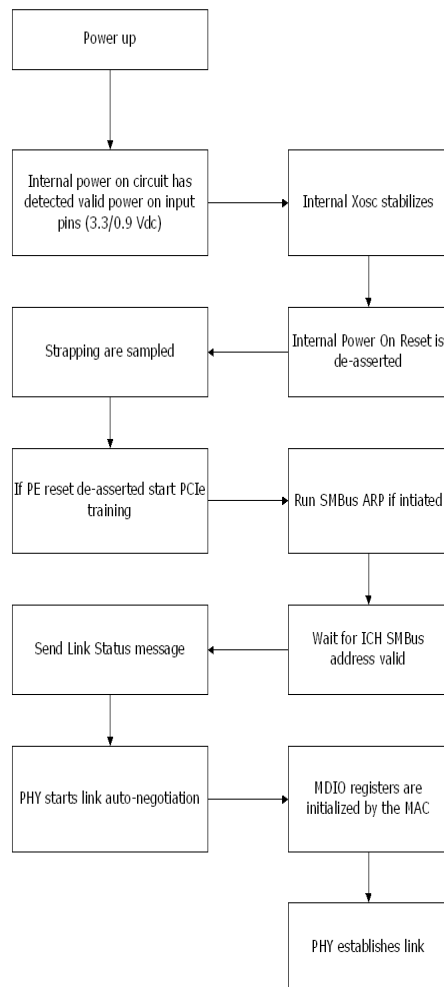 Power up
Internal power on circuit has
detected valid power on input
pins (3.3/0.9 Vdc)
Internal Xosc stabilizes
Internal Power On Reset is
de-asserted
Strapping are sampled
If PE reset de-asserted start PCIe
training
Run SMBus ARP if intiated
Wait for ICH SMBus
address valid
Send Link Status message
PHY starts link auto-negotiation
MDIO registers are
initialized by the MAC
PHY establishes link